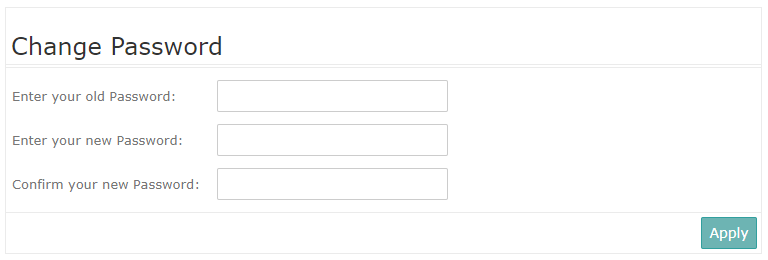 Change Password
Enter your old Password:
Enter your new Password:
Confirm your new Password:
Apply